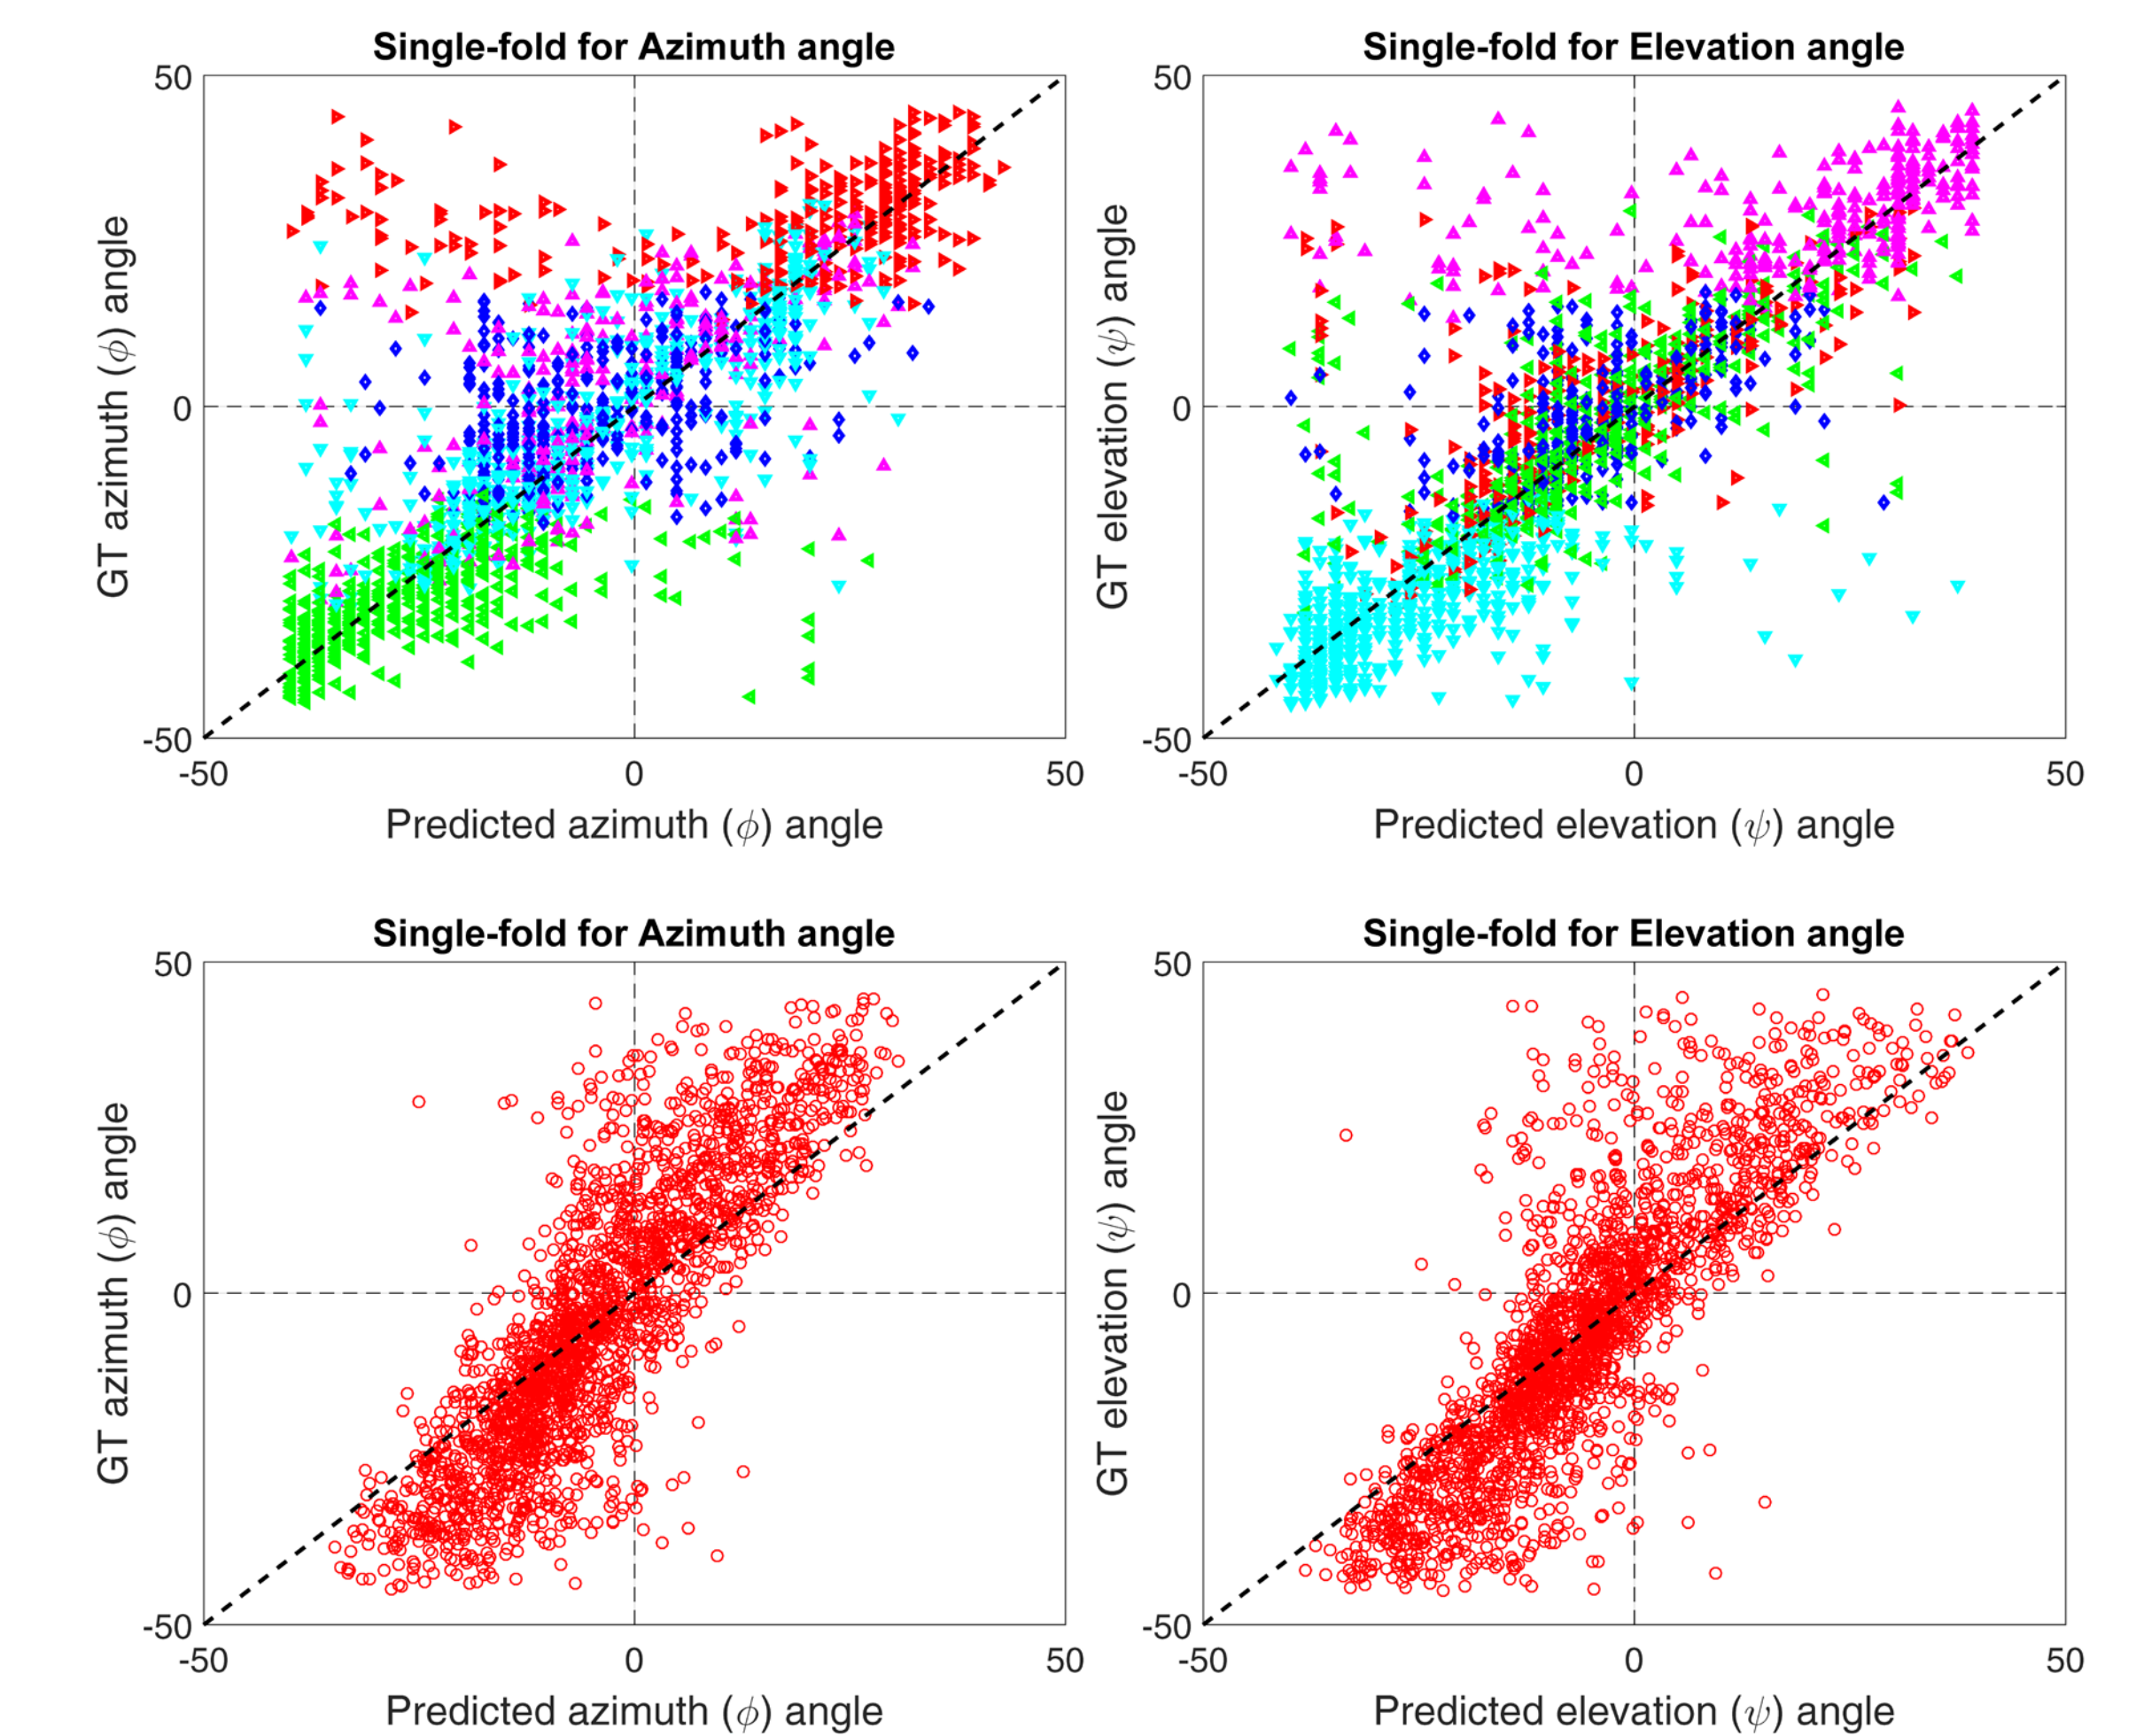 Single-fold for Azimuth angle
50
0
-50
-50 0 50
GT azimuth (ϕ) angle
Predicted azimuth (ϕ) angle
Single-fold for Elevation angle
50
0
-50
-50 0 50
GT elevation (ψ) angle
Predicted elevation (ψ) angle
Single-fold for Azimuth angle
50
0
-50
-50 0 50
GT azimuth (ϕ) angle
Predicted azimuth (ϕ) angle
Single-fold for Elevation angle
50
0
-50
-50 0 50
GT elevation (ψ) angle
Predicted elevation (ψ) angle